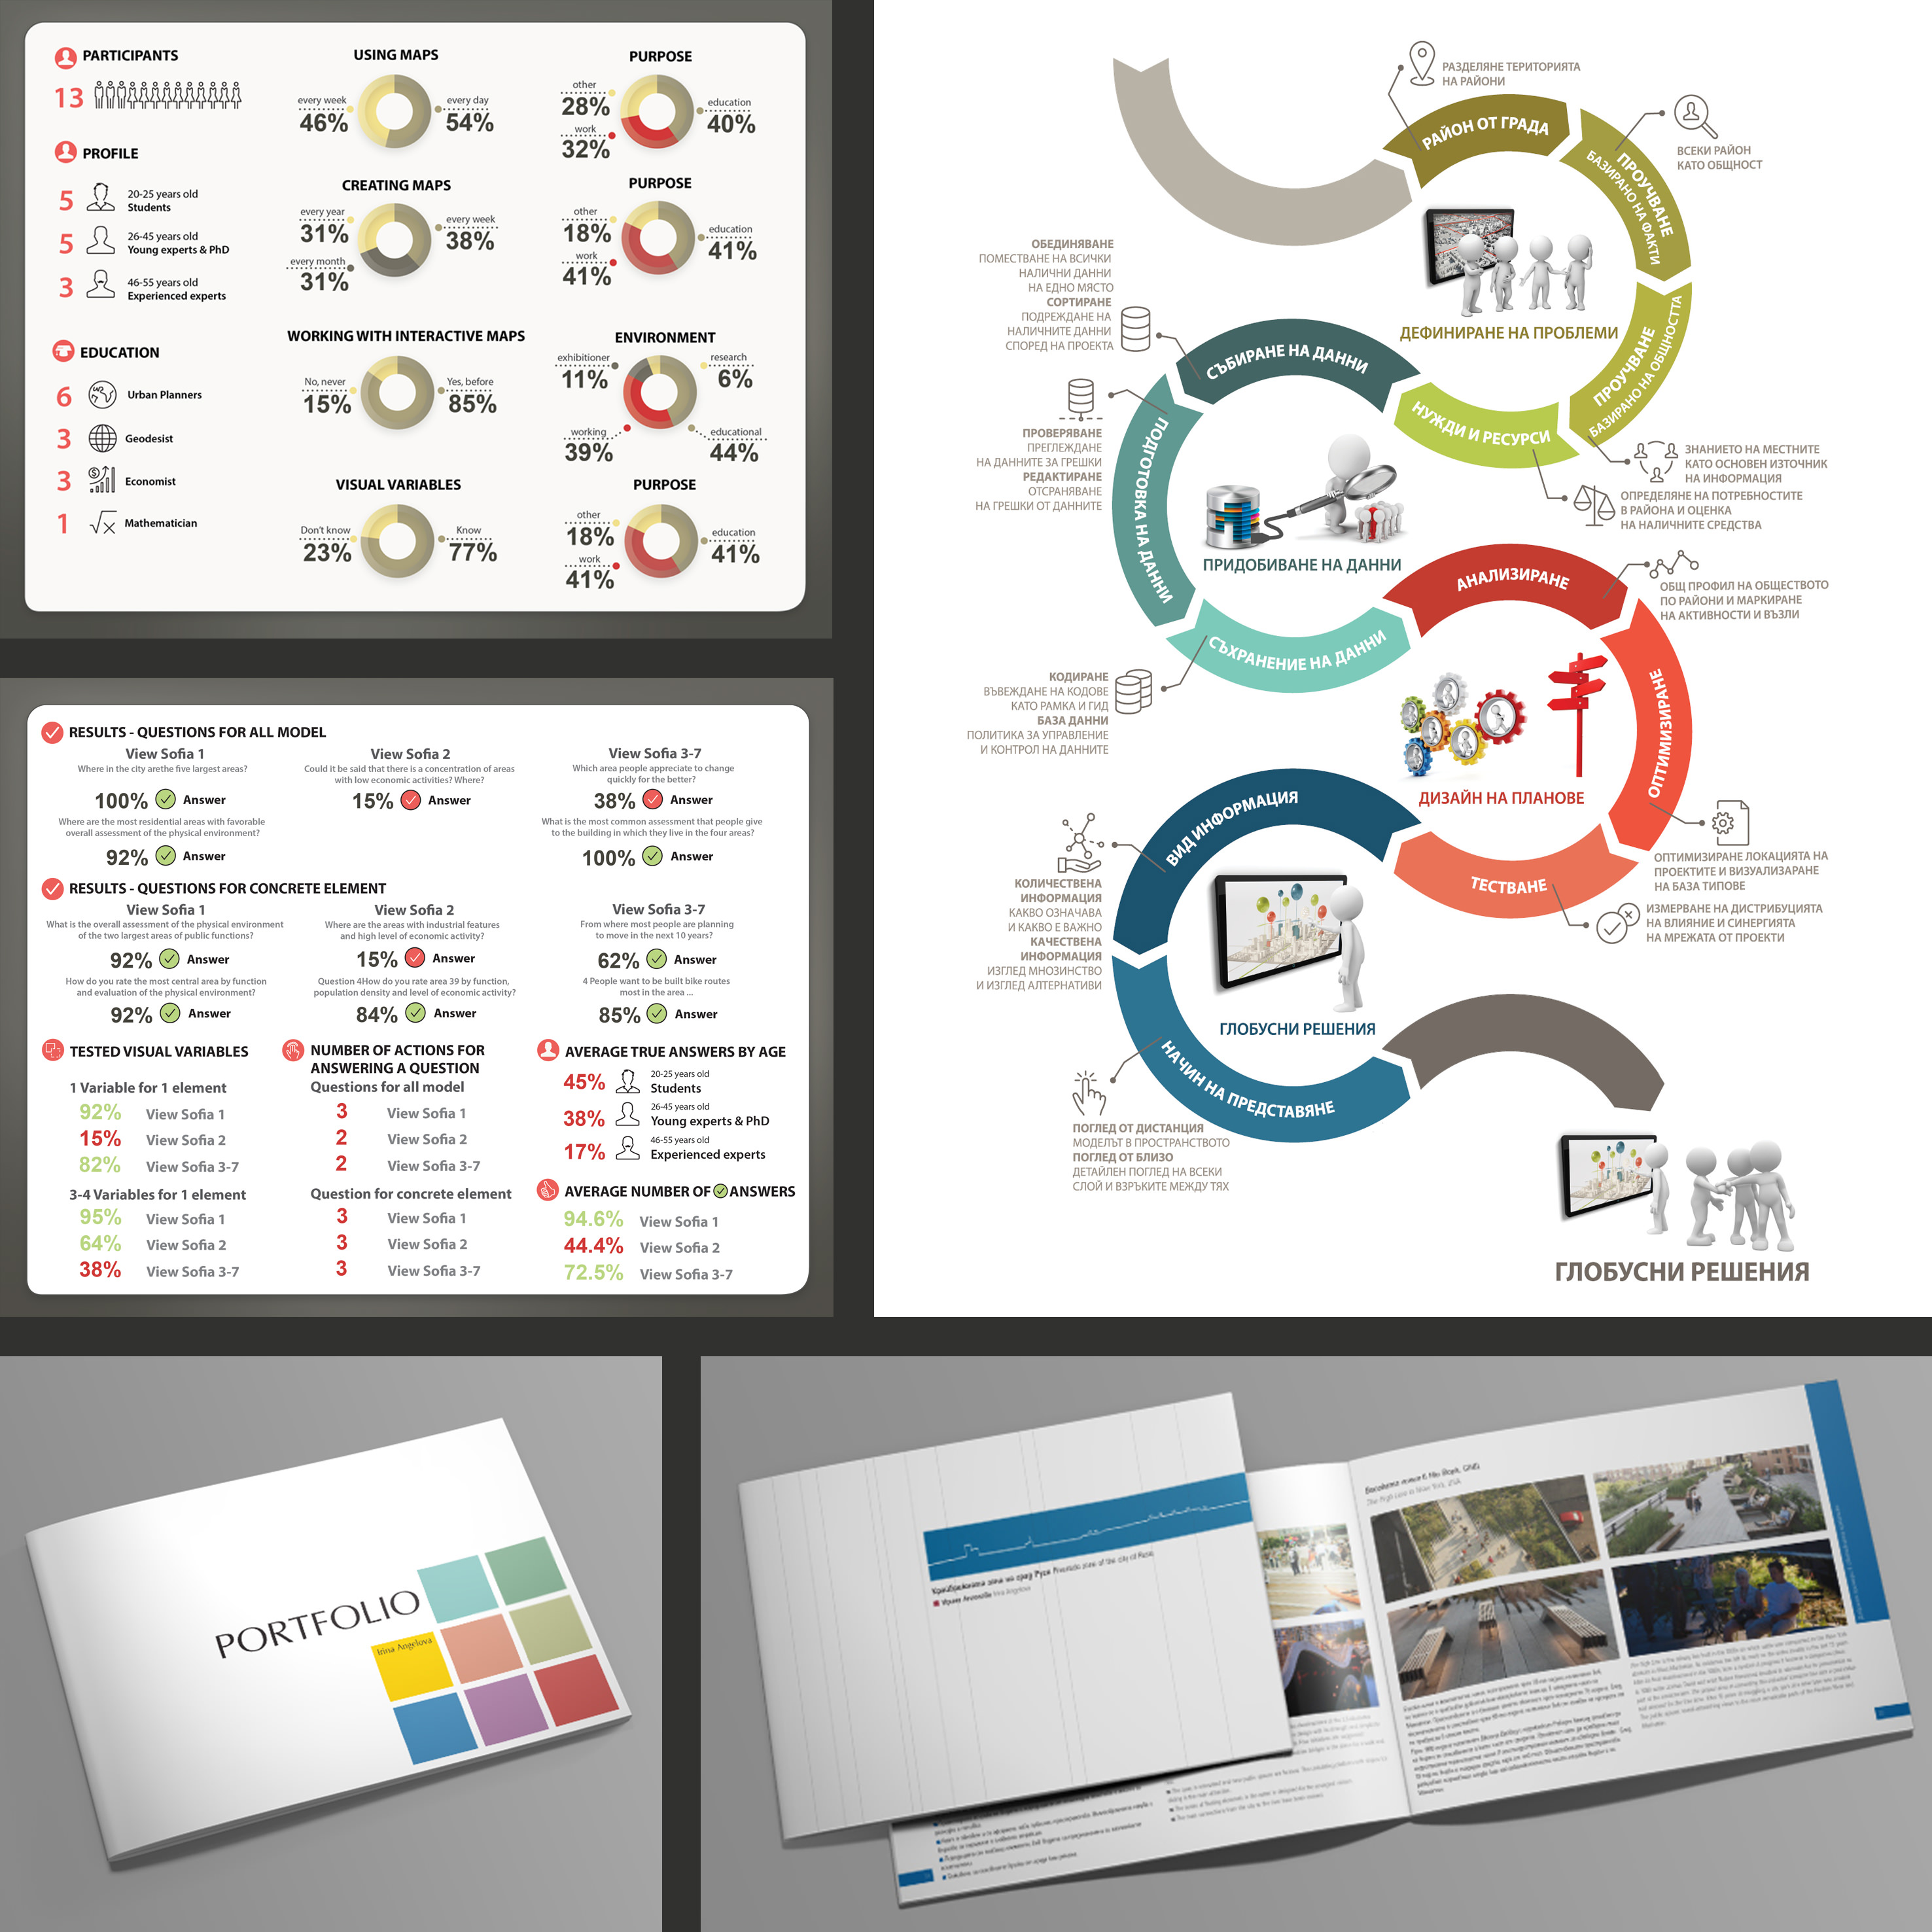 PARTICIPANTS
13
PROFILE
5
20-25 years old
Students
5
26-45 years old
Young experts & PhD
3
46-55 years old
Experienced experts
EDUCATION
6
Urban Planners
3
Geodesist
3
Economist
1
Mathematician
USING MAPS
every week
46%
every day
54%
PURPOSE
other
28%
work
32%
education
40%
CREATING MAPS
every year
31%
every month
31%
every week
38%
PURPOSE
other
18%
work
41%
education
41%
WORKING WITH INTERACTIVE MAPS
No, never
15%
Yes, before
85%
ENVIRONMENT
exhibitioner
11%
research
6%
working
39%
educational
44%
VISUAL VARIABLES
Don't know
23%
Know
77%
PURPOSE
other
18%
work
41%
education
41%
RESULTS - QUESTIONS FOR ALL MODEL
View Sofia 1
Where in the city arethe five largest areas?
100% Answer
Where are the most residential areas with favorable
overall assessment of the physical environment?
92% Answer
View Sofia 2
Could it be said that there is a concentration of areas
with low economic activities? Where?
15% Answer
View Sofia 3-7
Which area people appreciate to change
quickly for the better?
38% Answer
What is the most common assessment that people give
to the building in which they live in the four areas?
100% Answer
RESULTS - QUESTIONS FOR CONCRETE ELEMENT
View Sofia 1
What is the overall assessment of the physical environment
of the two largest areas of public functions?
92% Answer
How do you rate the most central area by function
and evaluation of the physical environment?
92% Answer
View Sofia 2
Where are the areas with industrial features
and high level of economic activity?
15% Answer
Question 4How do you rate area 39 by function,
population density and level of economic activity?
84% Answer
View Sofia 3-7
From where most people are planning
to move in the next 10 years?
62% Answer
4 People want to be built bike routes
most in the area ...
85% Answer
TESTED VISUAL VARIABLES
1 Variable for 1 element
92% View Sofia 1
15% View Sofia 2
82% View Sofia 3-7
3-4 Variables for 1 element
95% View Sofia 1
64% View Sofia 2
38% View Sofia 3-7
NUMBER OF ACTIONS FOR
ANSWERING A QUESTION
Questions for all model
3 View Sofia 1
2 View Sofia 2
2 View Sofia 3-7
Question for concrete element
3 View Sofia 1
3 View Sofia 2
3 View Sofia 3-7
AVERAGE TRUE ANSWERS BY AGE
45%
20-25 years old
Students
38%
26-45 years old
Young experts & PhD
17%
46-55 years old
Experienced experts
AVERAGE NUMBER OF ANSWERS
94.6% View Sofia 1
44.4% View Sofia 2
72.5% View Sofia 3-7
РАЗДЕЛЯНЕ ТЕРИТОРИЯТА
НА РАЙОНИ
РАЙОН ОТ ГРАДА
ВСЕКИ РАЙОН
КАТО ОБЩНОСТ
ПРОУЧВАНЕ
БАЗИРАНО НА ФАКТИ
ПРОУЧВАНЕ
БАЗИРАНО НА ОБЩНОСТТА
ДЕФИНИРАНЕ НА ПРОБЛЕМИ
НУЖДИ И РЕСУРСИ
ЗНАНИЕТО НА МЕСТНИТЕ
КАТО ОСНОВЕН ИЗТОЧНИК
НА ИНФОРМАЦИЯ
ОПРЕДЕЛЯНЕ НА ПОТРЕБНОСТИТЕ
В РАЙОНА И ОЦЕНКА
НА НАЛИЧНИТЕ СРЕДСТВА
ОБЕДИНЯВАНЕ
ПОМЕСТВАНЕ НА ВСИЧКИ
НАЛИЧНИ ДАННИ
НА ЕДНО МЯСТО
СОРТИРАНЕ
ПОДРЕЖДАНЕ НА
НАЛИЧНИТЕ ДАННИ
СПОРЕД НА ПРОЕКТА
СЪБИРАНЕ НА ДАННИ
ПРОВЕРЯВАНЕ
ПРЕГЛЕЖДАНЕ
НА ДАННИТЕ ЗА ГРЕШКИ
РЕДАКТИРАНЕ
ОТСРАНЯВАНЕ
НА ГРЕШКИ ОТ ДАННИТЕ
ПОДГОТОВКА НА ДАННИ
ПРИДОБИВАНЕ НА ДАННИ
СЪХРАНЕНИЕ НА ДАННИ
КОДИРАНЕ
ВЪВЕЖДАНЕ НА КОДОВЕ
КАТО РАМКА И ГИД
БАЗА ДАННИ
ПОЛИТИКА ЗА УПРАВЛЕНИЕ
И КОНТРОЛ НА ДАННИТЕ
АНАЛИЗИРАНЕ
ОБЩ ПРОФИЛ НА ОБЩЕСТВОТО
ПО РАЙОНИ И МАРКИРАНЕ
НА АКТИВНОСТИ И ВЪЗЛИ
ОПТИМИЗИРАНЕ
ДИЗАЙН НА ПЛАНОВЕ
ОПТИМИЗИРАНЕ ЛОКАЦИЯТА НА
ПРОЕКТИТЕ И ВИЗУАЛИЗАРАНЕ
НА БАЗА ТИПОВЕ
ТЕСТВАНЕ
ИЗМЕРВАНЕ НА ДИСТРИБУЦИЯТА
НА ВЛИЯНИЕ И СИНЕРГИЯТА
НА МРЕЖАТА ОТ ПРОЕКТИ
ВИД ИНФОРМАЦИЯ
КОЛИЧЕСТВЕНА
ИНФОРМАЦИЯ
КАКВО ОЗНАЧАВА
И КАКВО Е ВАЖНО
КАЧЕСТВЕНА
ИНФОРМАЦИЯ
ИЗГЛЕД МНОЗИНСТВО
И ИЗГЛЕД АЛТЕРНАТИВИ
ГЛОБУСНИ РЕШЕНИЯ
НАЧИН НА ПРЕДСТАВЯНЕ
ПОГЛЕД ОТ ДИСТАНЦИЯ
МОДЕЛЪТ В ПРОСТРАНСТВОТО
ПОГЛЕД ОТ БЛИЗО
ДЕТАЙЛЕН ПОГЛЕД НА ВСЕКИ
СЛОЙ И ВЗРЪКИТЕ МЕЖДУ ТЯХ
ГЛОБУСНИ РЕШЕНИЯ
PORTFOLIO
Irina Angelova
Крайбрежната зона на град Русе Riverside zone of the city of Ruse
Irina Angelova
The High Line in New York, USA